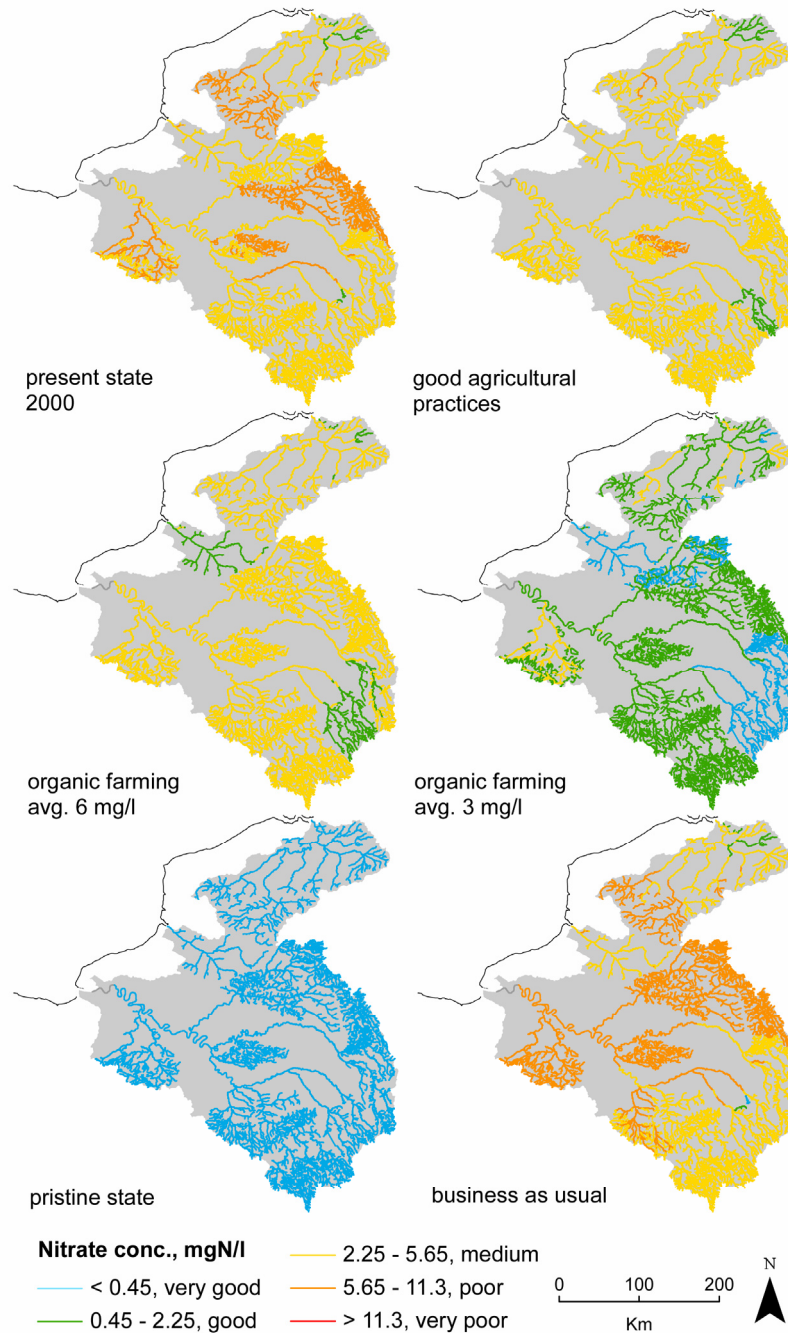 present state
2000
good agricultural
practices
organic farming
avg. 6 mg/l
organic farming
avg. 3 mg/l
pristine state
business as usual
Nitrate conc., mgN/l
< 0.45, very good
0.45 - 2.25, good
2.25 - 5.65, medium
5.65 - 11.3, poor
> 11.3, very poor
0 100 200
Km
N